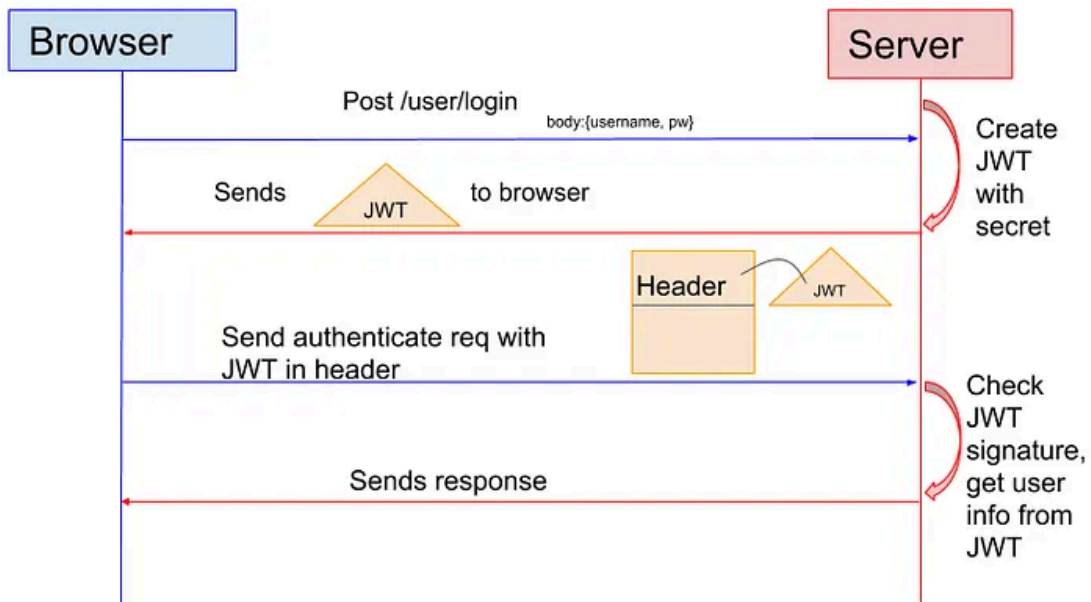 Browser
Server
Post /user/login
body:{username, pw}
Create
JWT
with
secret
Sends
JWT
to browser
Header
JWT
Send authenticate req with
JWT in header
Check
JWT
signature,
get user
info from
JWT
Sends response